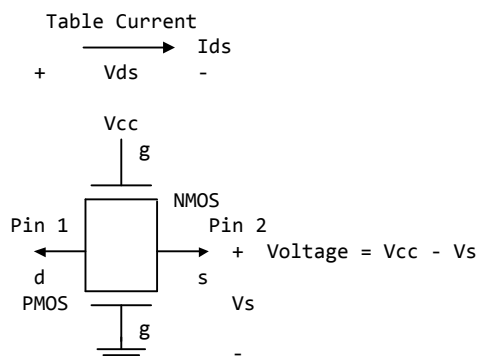 Table Current
Ids
+ Vds -
Vcc
g
NMOS
Pin 1 Pin 2
+ Voltage = Vcc - Vs
d s
PMOS Vs
g
-